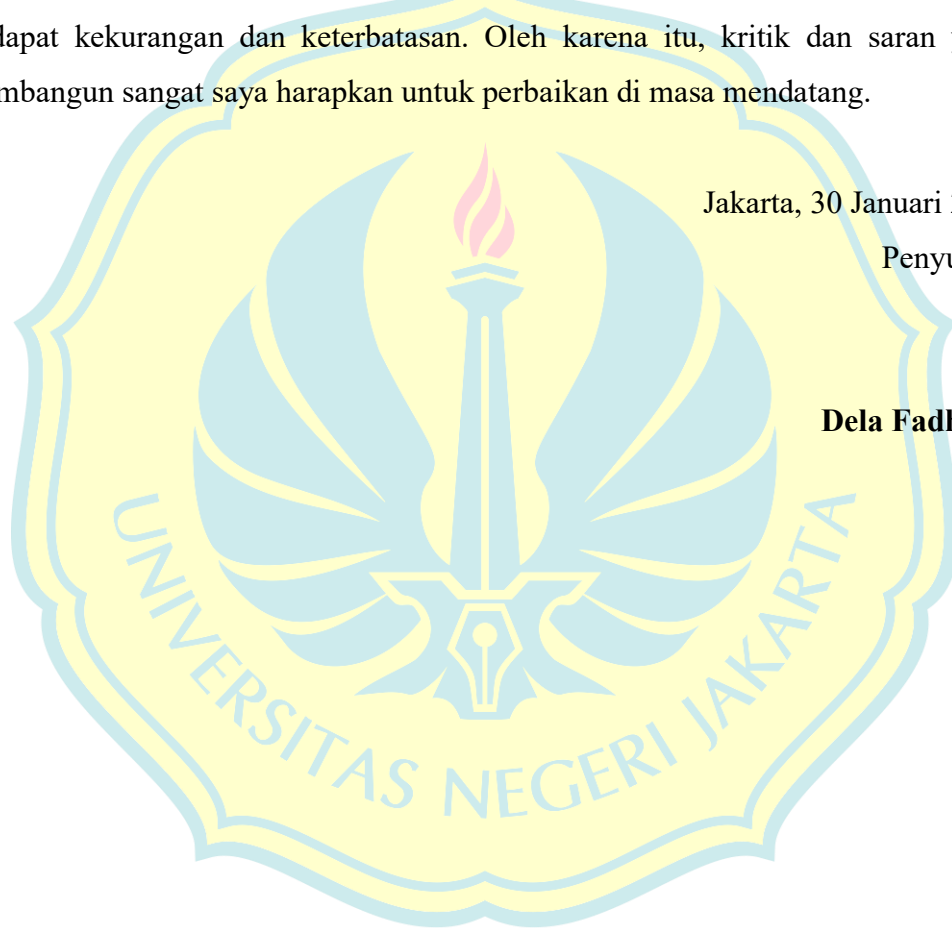 dapat kekurangan dan keterbatasan. Oleh karena itu, kritik dan saran
mbangun sangat saya harapkan untuk perbaikan di masa mendatang.
Jakarta, 30 Januari
Penyu
Dela Fadl
UNIVERSITAS NEGERI JAKARTA